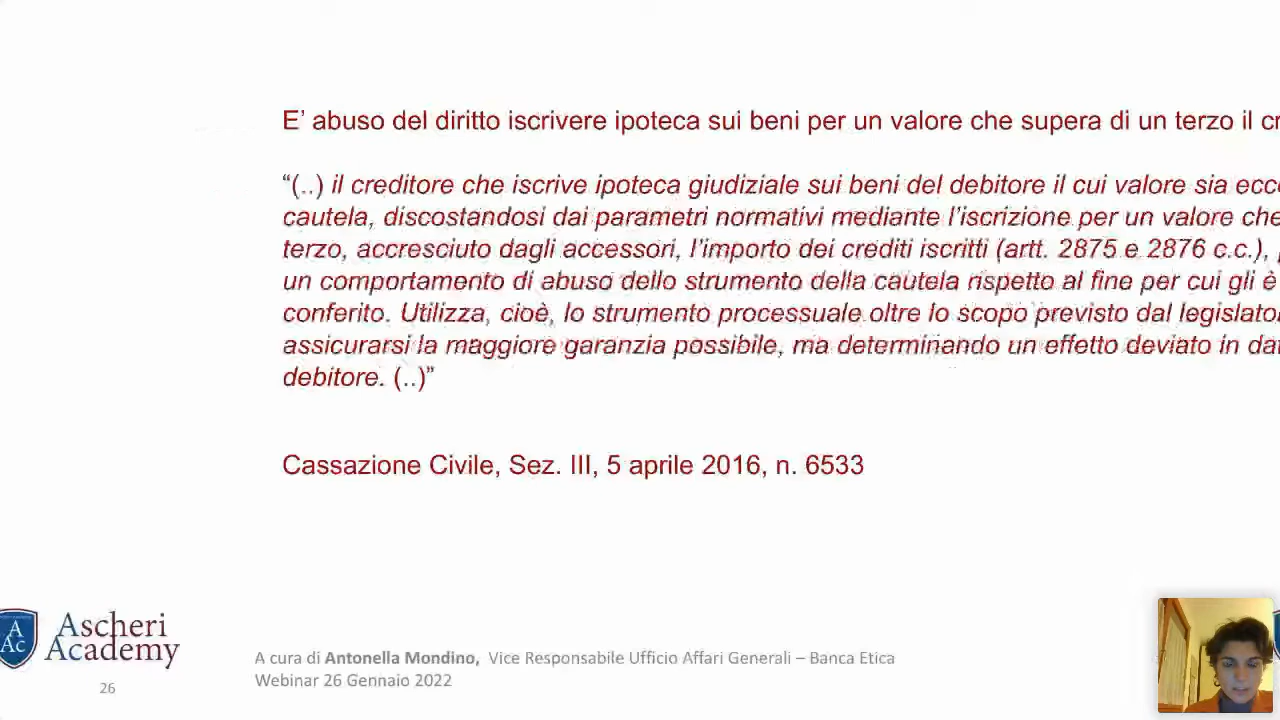 E’ abuso del diritto iscrivere ipoteca sui beni per un valore che supera di un terzo il
“(..) il creditore che iscrive ipoteca giudiziale sui beni del debitore il cui valore sia
cautela, discostandosi dai parametri normativi mediante l’iscrizione per un valore che
terzo, accresciuto dagli accessori, l’importo dei crediti iscritti (artt. 2875 e 2876 c.c.),
un comportamento di abuso dello strumento della cautela rispetto al fine per cui gli è
conferito. Utilizza, cioè, lo strumento processuale oltre lo scopo previsto dal
assicurarsi la maggiore garanzia possibile, ma determinando un effetto deviato in
debitore. (..)”
Cassazione Civile, Sez. III, 5 aprile 2016, n. 6533
A Ac
Ascheri
Academy
A cura di Antonella Mondino, Vice Responsabile Ufficio Affari Generali – Banca Etica
Webinar 26 Gennaio 2022
26